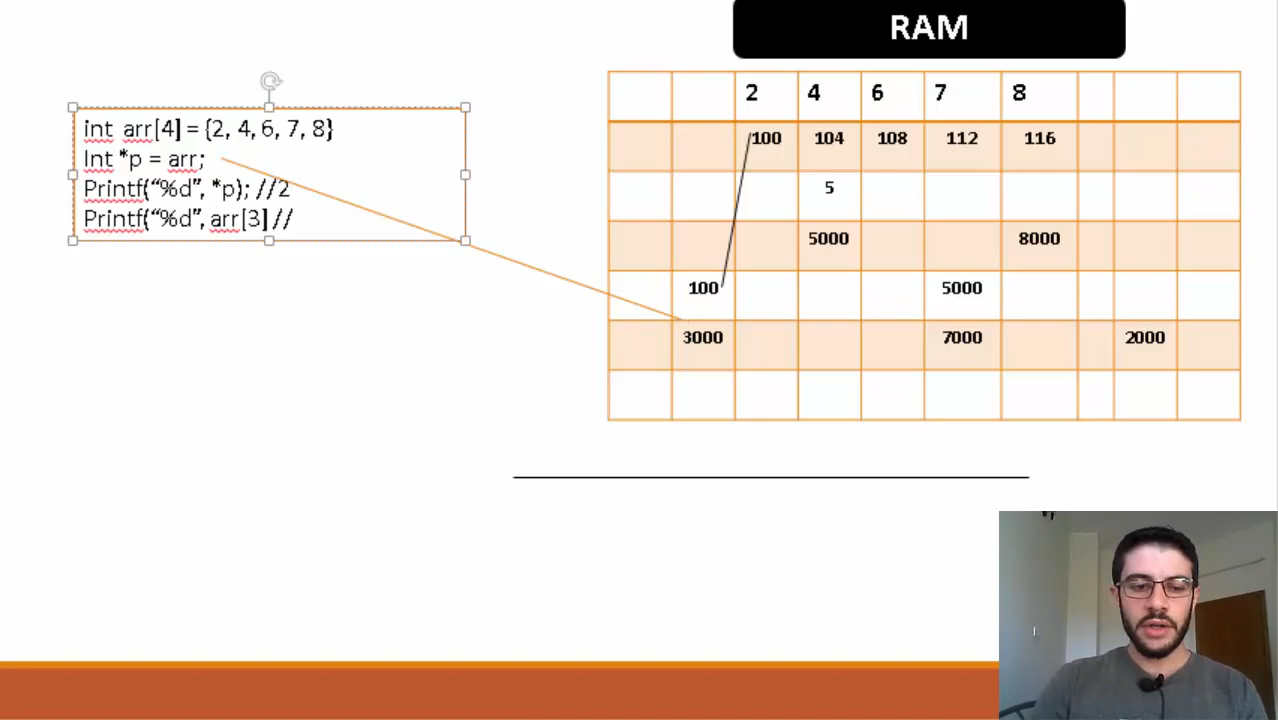 RAM
int arr[4] = {2, 4, 6, 7, 8}
Int *p = arr;
Printf(“%d”, *p); //2
Printf(“%d”, arr[3] //
2 4 6 7 8
100 104 108 112 116
5
5000 8000
100 5000
3000 7000 2000